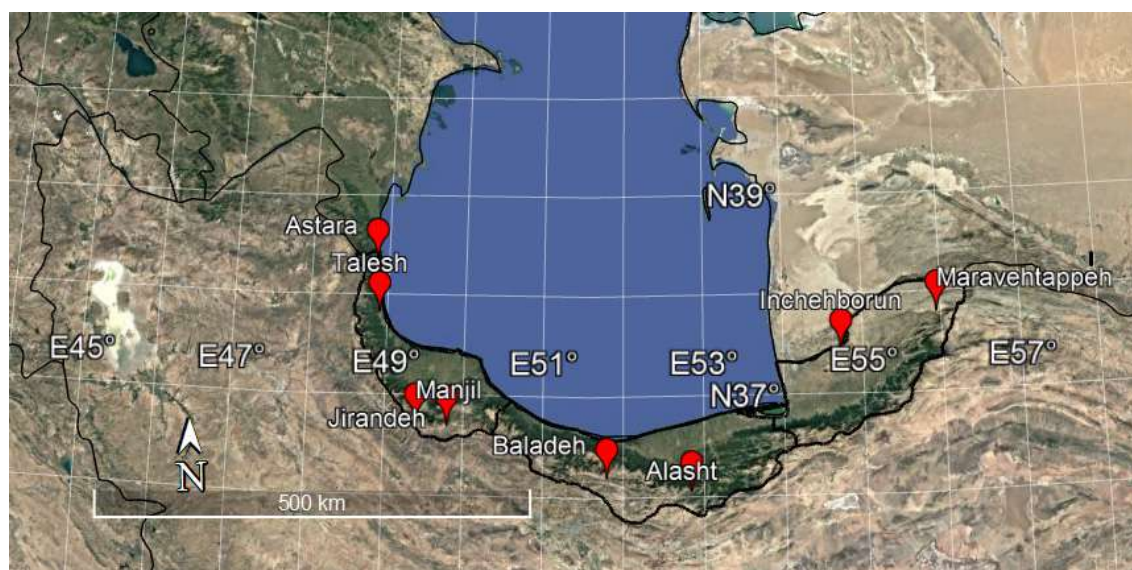 N39°
Astara
Talesh
Maravehtappeh
Inchehborun
E45°
E47°
E49°
E51°
E53°
E55°
E57°
Manjil
N37°
Jirandeh
Baladeh
Alasht
N
500 km